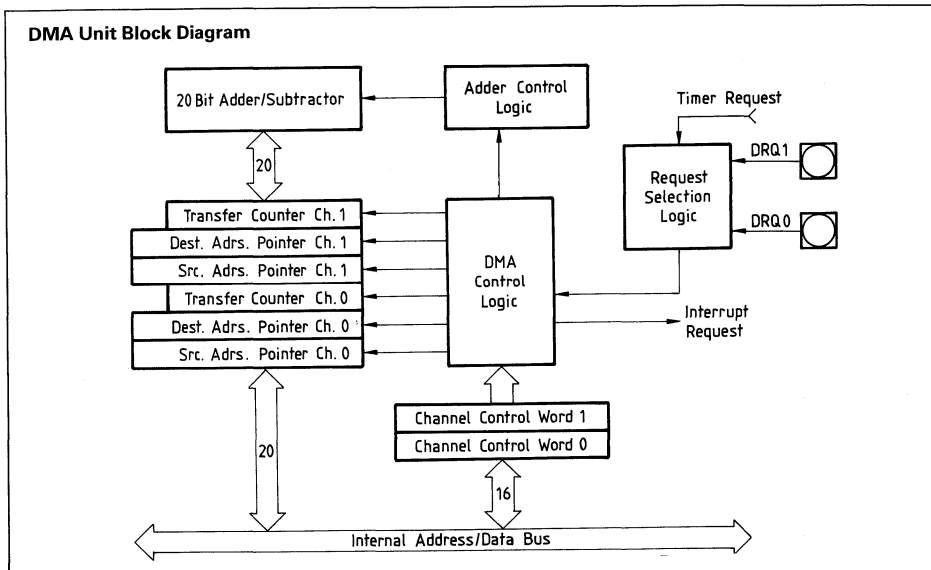 DMA Unit Block Diagram
20 Bit Adder/Subtractor
Adder Control
Logic
Timer Request
20
Request
Selection
Logic
DRQ1
DRQ0
Transfer Counter Ch. 1
Dest. Adrs. Pointer Ch. 1
Src. Adrs. Pointer Ch. 1
Transfer Counter Ch. 0
Dest. Adrs. Pointer Ch. 0
Src. Adrs. Pointer Ch. 0
DMA
Control
Logic
Interrupt
Request
Channel Control Word 1
Channel Control Word 0
20
16
Internal Address/Data Bus